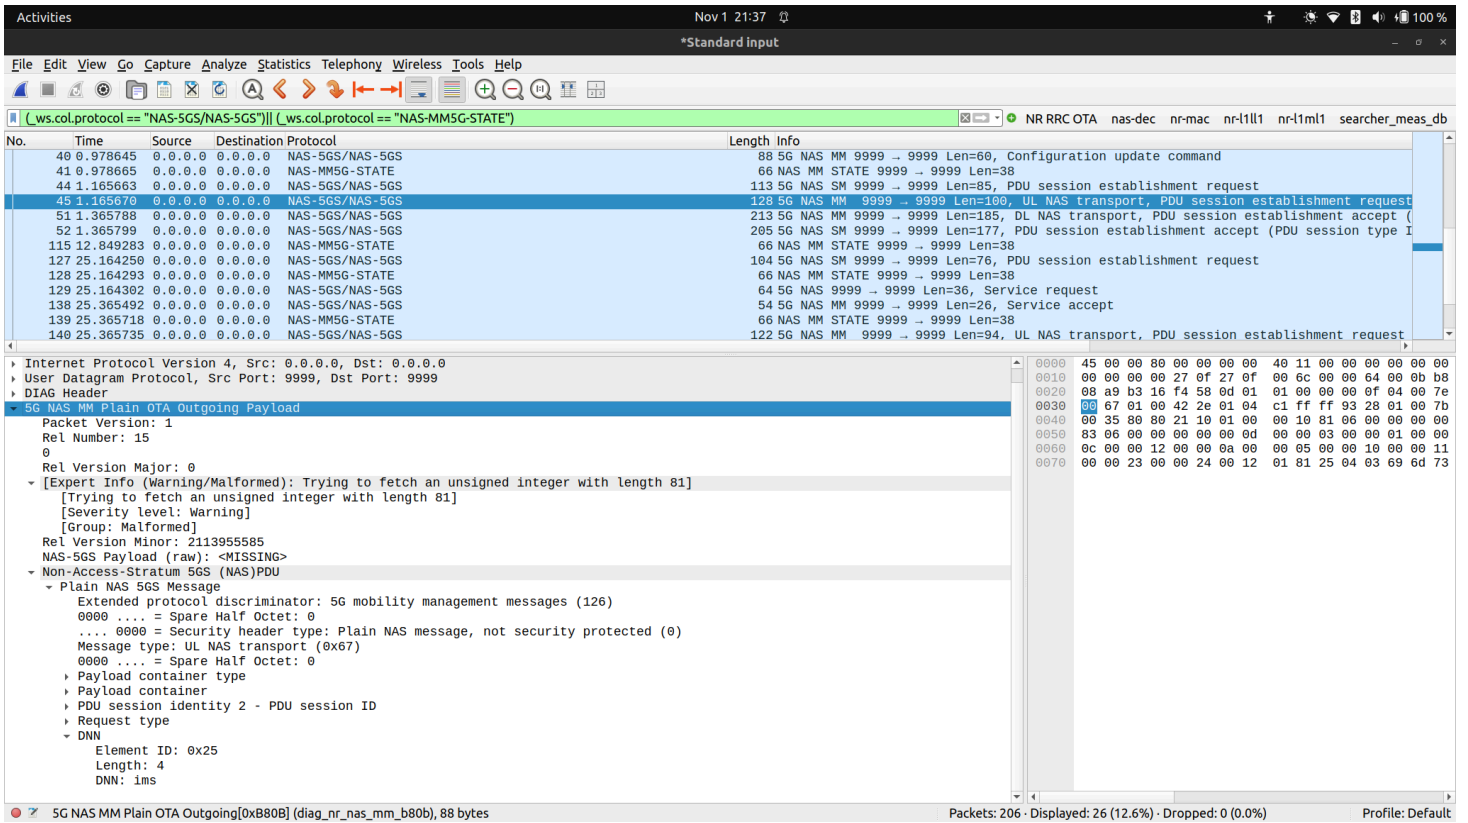 Activities
Nov 1 21:37
100 %
*Standard input
File Edit View Go Capture Analyze Statistics Telephony Wireless Tools Help
(_ws.col.protocol == "NAS-5GS/NAS-5GS")|| (_ws.col.protocol == "NAS-MM5G-STATE")
NR RRC OTA nas-dec nr-mac nr-l1ll1 nr-l1ml1 searcher_meas_db
No. Time Source Destination Protocol Length Info
40 0.978645 0.0.0.0 0.0.0.0 NAS-5GS/NAS-5GS 88 5G NAS MM 9999 → 9999 Len=60, Configuration update command
41 0.978665 0.0.0.0 0.0.0.0 NAS-MM5G-STATE 66 NAS MM STATE 9999 → 9999 Len=38
44 1.165663 0.0.0.0 0.0.0.0 NAS-5GS/NAS-5GS 113 5G NAS SM 9999 → 9999 Len=85, PDU session establishment request
45 1.165670 0.0.0.0 0.0.0.0 NAS-5GS/NAS-5GS 128 5G NAS MM 9999 → 9999 Len=100, UL NAS transport, PDU session establishment request
51 1.365788 0.0.0.0 0.0.0.0 NAS-5GS/NAS-5GS 213 5G NAS MM 9999 → 9999 Len=185, DL NAS transport, PDU session establishment accept (
52 1.365799 0.0.0.0 0.0.0.0 NAS-5GS/NAS-5GS 205 5G NAS SM 9999 → 9999 Len=177, PDU session establishment accept (PDU session type I
115 12.849283 0.0.0.0 0.0.0.0 NAS-MM5G-STATE 66 NAS MM STATE 9999 → 9999 Len=38
127 25.164250 0.0.0.0 0.0.0.0 NAS-5GS/NAS-5GS 104 5G NAS SM 9999 → 9999 Len=76, PDU session establishment request
128 25.164293 0.0.0.0 0.0.0.0 NAS-MM5G-STATE 66 NAS MM STATE 9999 → 9999 Len=38
129 25.164302 0.0.0.0 0.0.0.0 NAS-5GS/NAS-5GS 64 5G NAS 9999 → 9999 Len=36, Service request
138 25.365492 0.0.0.0 0.0.0.0 NAS-5GS/NAS-5GS 54 5G NAS MM 9999 → 9999 Len=26, Service accept
139 25.365718 0.0.0.0 0.0.0.0 NAS-MM5G-STATE 66 NAS MM STATE 9999 → 9999 Len=38
140 25.365735 0.0.0.0 0.0.0.0 NAS-5GS/NAS-5GS 122 5G NAS MM 9999 → 9999 Len=94, UL NAS transport, PDU session establishment request
Internet Protocol Version 4, Src: 0.0.0.0, Dst: 0.0.0.0
User Datagram Protocol, Src Port: 9999, Dst Port: 9999
DIAG Header
5G NAS MM Plain OTA Outgoing Payload
Packet Version: 1
Rel Number: 15
0
Rel Version Major: 0
[Expert Info (Warning/Malformed): Trying to fetch an unsigned integer with length 81]
[Trying to fetch an unsigned integer with length 81]
[Severity level: Warning]
[Group: Malformed]
Rel Version Minor: 2113955585
NAS-5GS Payload (raw): <MISSING>
Non-Access-Stratum 5GS (NAS)PDU
Plain NAS 5GS Message
Extended protocol discriminator: 5G mobility management messages (126)
0000 .... = Spare Half Octet: 0
.... 0000 = Security header type: Plain NAS message, not security protected (0)
Message type: UL NAS transport (0x67)
0000 .... = Spare Half Octet: 0
Payload container type
Payload container
PDU session identity 2 - PDU session ID
Request type
DNN
Element ID: 0x25
Length: 4
DNN: ims
0000 45 00 00 80 00 00 00 00 40 11 00 00 00 00 00 00
0010 00 00 00 00 27 0f 27 0f 00 6c 00 00 64 00 0b b8
0020 08 a9 b3 16 f4 58 0d 01 01 00 00 00 0f 04 00 7e
0030 00 67 01 00 42 2e 01 04 c1 ff ff 93 28 01 00 7b
0040 00 35 80 80 21 10 01 00 00 10 81 06 00 00 00 00
0050 83 06 00 00 00 00 00 0d 00 00 03 00 00 01 00 00
0060 0c 00 00 12 00 00 0a 00 00 05 00 00 10 00 00 11
0070 00 00 23 00 00 24 00 12 01 81 25 04 03 69 6d 73
5G NAS MM Plain OTA Outgoing[0xB80B] (diag_nr_nas_mm_b80b), 88 bytes
Packets: 206 · Displayed: 26 (12.6%) · Dropped: 0 (0.0%)
Profile: Default